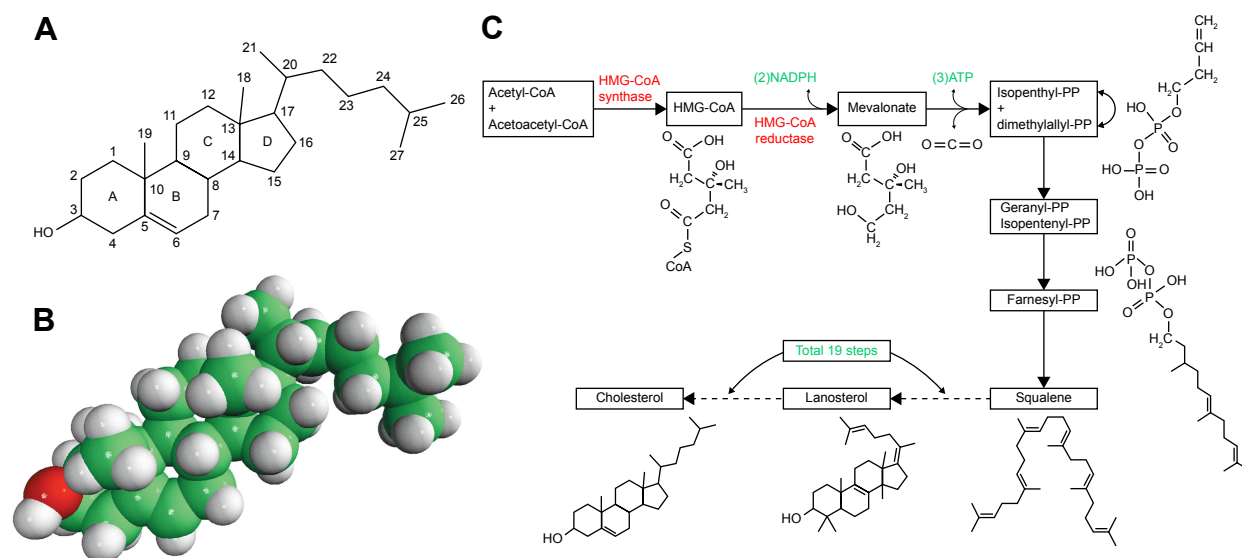 A
21
20
22
24
26
18
23
12
17
25
11
13
16
27
19
C
D
1
9
14
15
2
10
8
A
B
3
5
7
HO
4
6
B
C
Acetyl-CoA
+
Acetoacetyl-CoA
HMG-CoA
synthase
HMG-CoA
(2)NADPH
HMG-CoA
reductase
Mevalonate
(3)ATP
O=C=O
Isopenthyl-PP
+
dimethylallyl-PP
CH2
CH
CH2
H2C
O
HO
P
O
O
OH
HO
P
O
OH
O
OH
C
OH
H2C
C
CH3
O
CH2
C
S
CoA
O
OH
C
OH
H2C
C
CH3
HO
CH2
C
H2
Geranyl-PP
Isopentenyl-PP
Farnesyl-PP
O
P
HO
O
OH
OH
P
O
O
H2C
Total 19 steps
Cholesterol
Lanosterol
Squalene
HO
HO